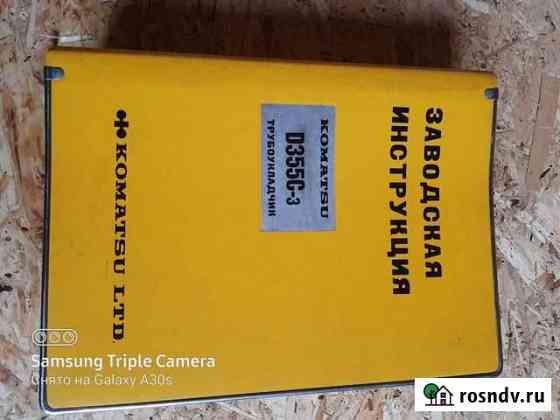 ЗАВОДСКАЯ
ИНСТРУКЦИЯ
KOMATSU
D355C-3
ТРУБОУКЛАДЧИК
KOMATSU LTD.
Samsung Triple Camera
Снято на Galaxy A30s
rosndv.ru